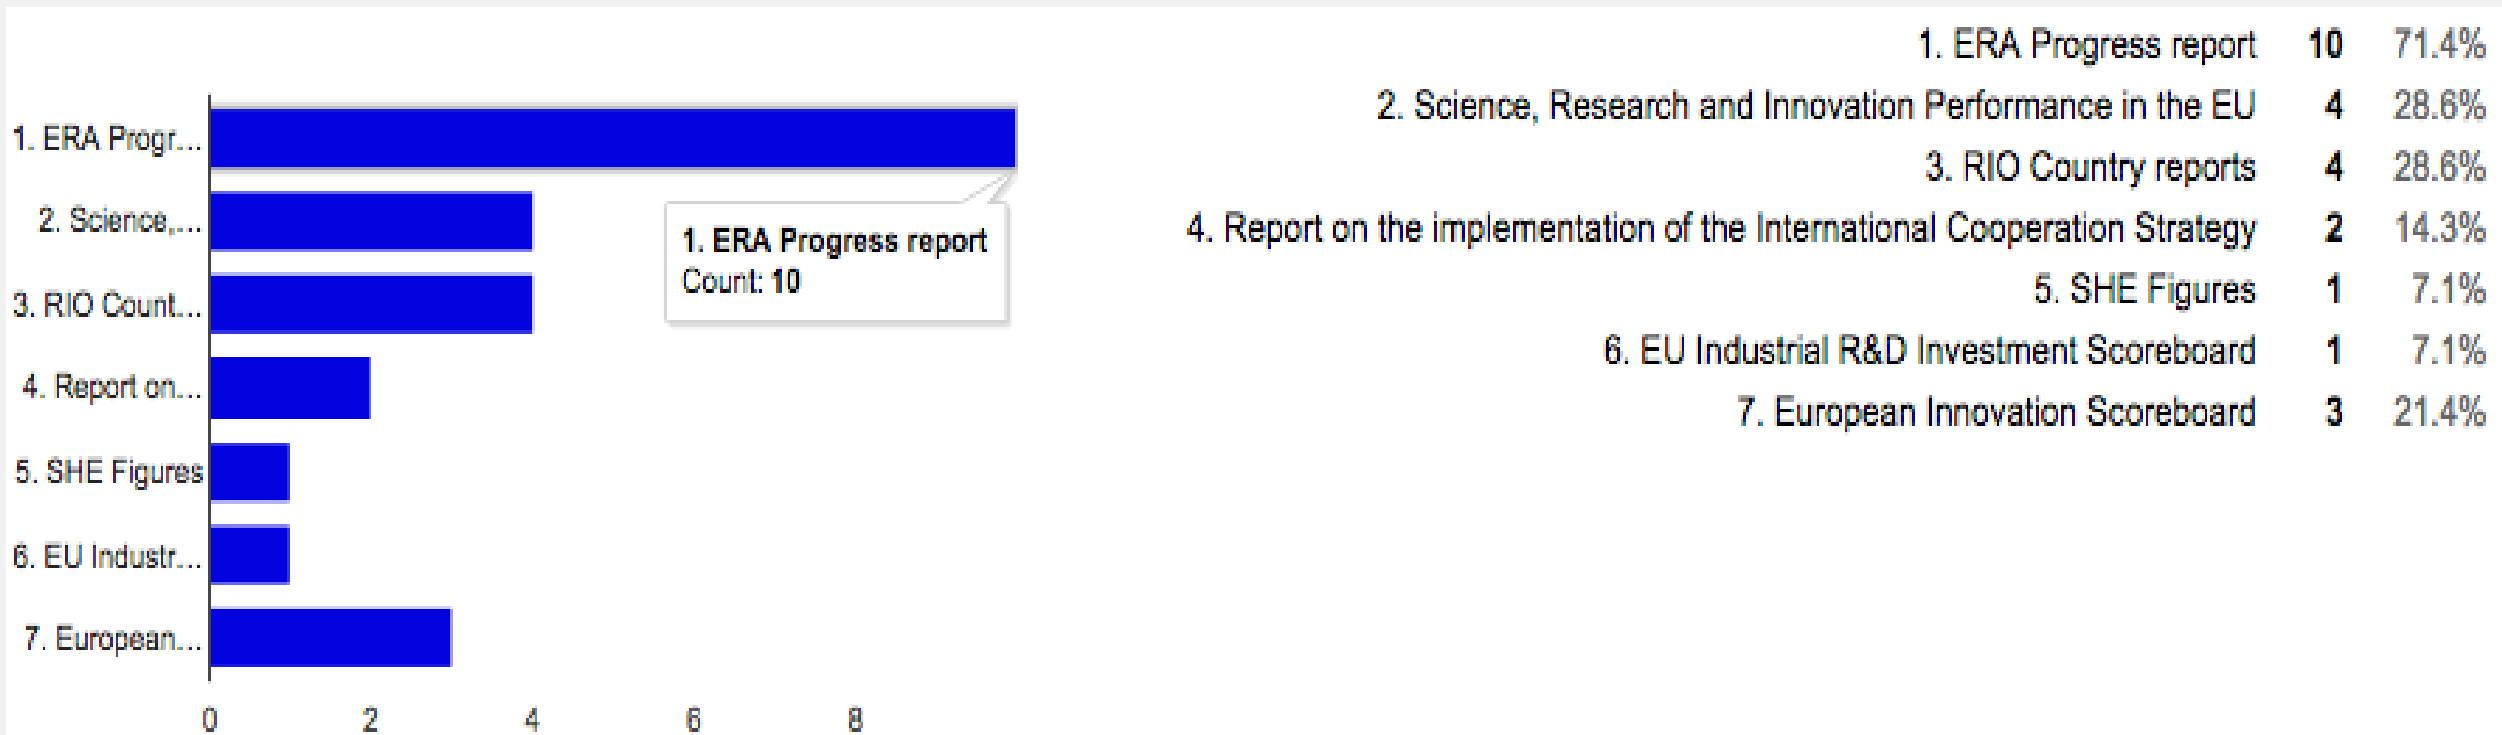 1. ERA Progr...
2. Science,...
3. RIO Count...
4. Report on...
5. SHE Figures
6. EU Industr...
7. European...
0 2 4 6 8
1. ERA Progress report
Count: 10
1. ERA Progress report 10 71.4%
2. Science, Research and Innovation Performance in the EU 4 28.6%
3. RIO Country reports 4 28.6%
4. Report on the implementation of the International Cooperation Strategy 2 14.3%
5. SHE Figures 1 7.1%
6. EU Industrial R&D Investment Scoreboard 1 7.1%
7. European Innovation Scoreboard 3 21.4%